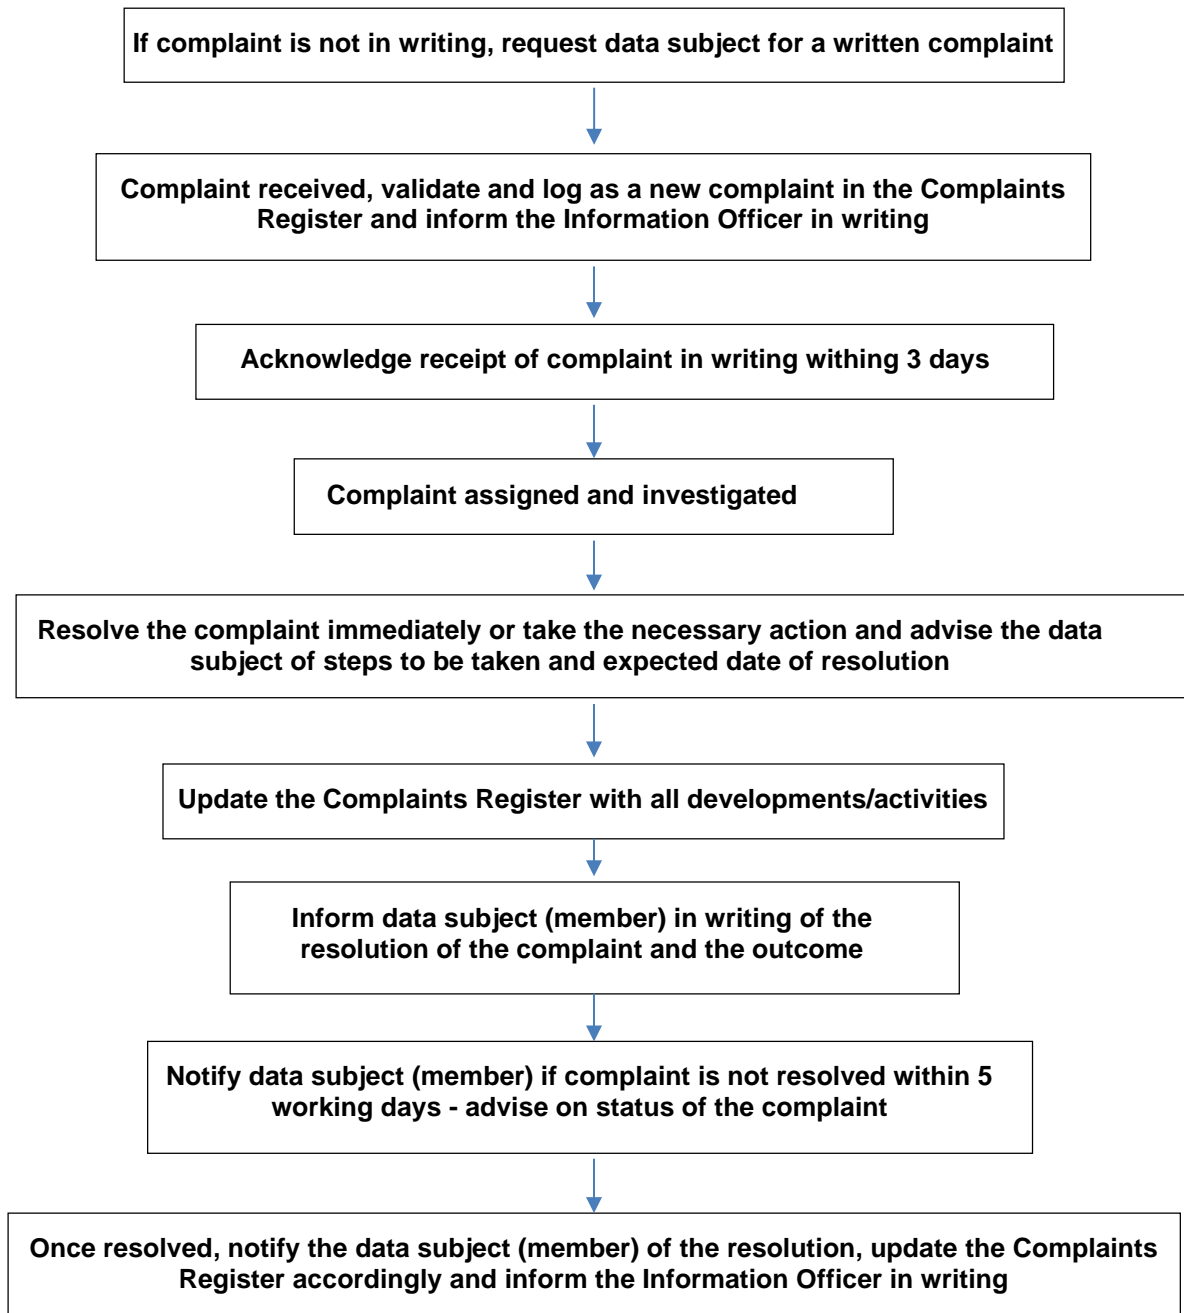 If complaint is not in writing, request data subject for a written complaint
Complaint received, validate and log as a new complaint in the Complaints
Register and inform the Information Officer in writing
Acknowledge receipt of complaint in writing withing 3 days
Complaint assigned and investigated
Resolve the complaint immediately or take the necessary action and advise the data
subject of steps to be taken and expected date of resolution
Update the Complaints Register with all developments/activities
Inform data subject (member) in writing of the
resolution of the complaint and the outcome
Notify data subject (member) if complaint is not resolved within 5
working days - advise on status of the complaint
Once resolved, notify the data subject (member) of the resolution, update the Complaints
Register accordingly and inform the Information Officer in writing